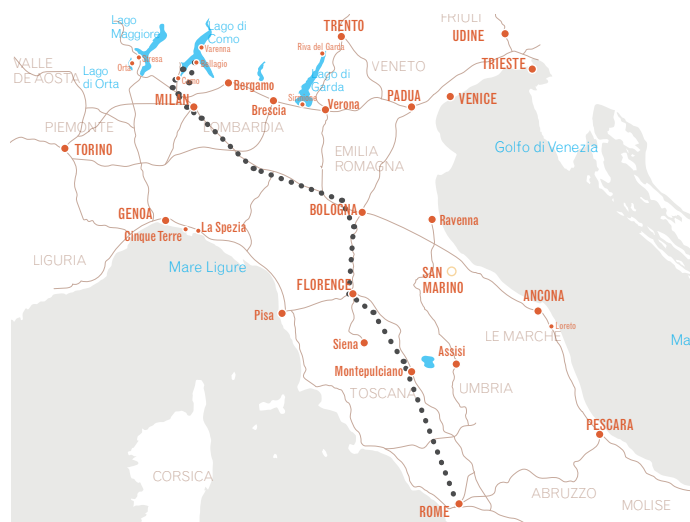 FRIULI
Lago
Maggiore
Lago di
Como
TRENTO
UDINE
Varenna
Riva del Garda
Stresa
Orta
Bellagio
VALLE
DE AOSTA
VENETO
TRIESTE
Lago
di Orta
Como
Lago di
Garda
Bergamo
MILAN
Sirmione
PADUA
VENICE
Brescia
Verona
PIEMONTE
LOMBARDIA
TORINO
EMILIA
ROMAGNA
Golfo di Venezia
GENOA
BOLOGNA
La Spezia
Ravenna
Cinque Terre
LIGURIA
Mare Ligure
SAN
MARINO
FLORENCE
ANCONA
Pisa
Loreto
LE MARCHE
Siena
Assisi
Ma
Montepulciano
TOSCANA
UMBRIA
PESCARA
CORSICA
ABRUZZO
MOLISE
ROME